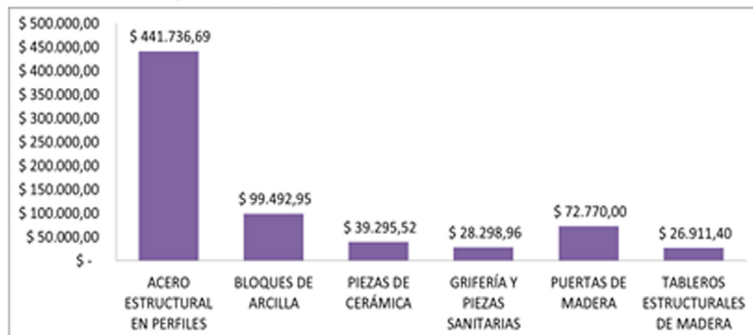 $ 500.000,00
$ 450.000,00
$ 400.000,00
$ 350.000,00
$ 300.000,00
$ 250.000,00
$ 200.000,00
$ 150.000,00
$ 100.000,00
$ 50.000,00
$ -
$ 441.736,69
$ 99.492,95
$ 39.295,52
$ 28.298,96
$ 72.770,00
$ 26.911,40
ACERO
ESTRUCTURAL
EN PERFILES
BLOQUES DE
ARCILLA
PIEZAS DE
CERÁMICA
GRIFERÍA Y
PIEZAS
SANITARIAS
PUERTAS DE
MADERA
TABLEROS
ESTRUCTURALES
DE MADERA